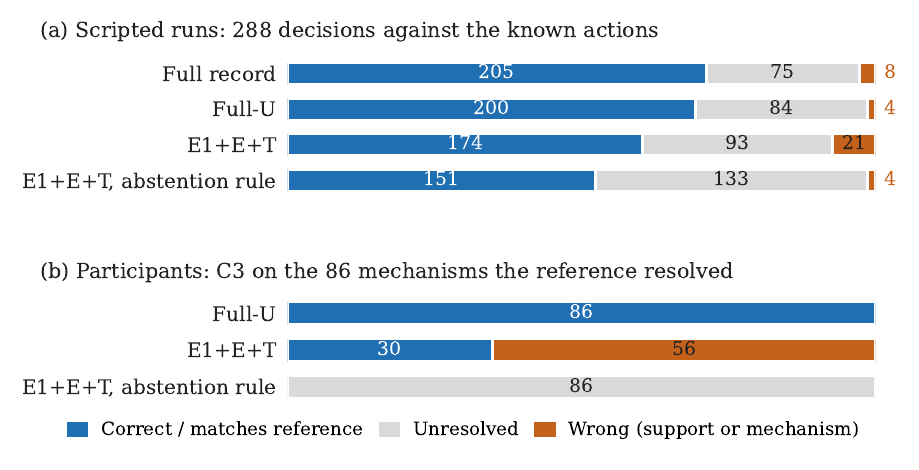 (a) Scripted runs: 288 decisions against the known actions
Full record 205 75 8
Full-U 200 84 4
E1+E+T 174 93 21
E1+E+T, abstention rule 151 133 4
(b) Participants: C3 on the 86 mechanisms the reference resolved
Full-U 86
E1+E+T 30 56
E1+E+T, abstention rule 86
Correct / matches reference Unresolved Wrong (support or mechanism)